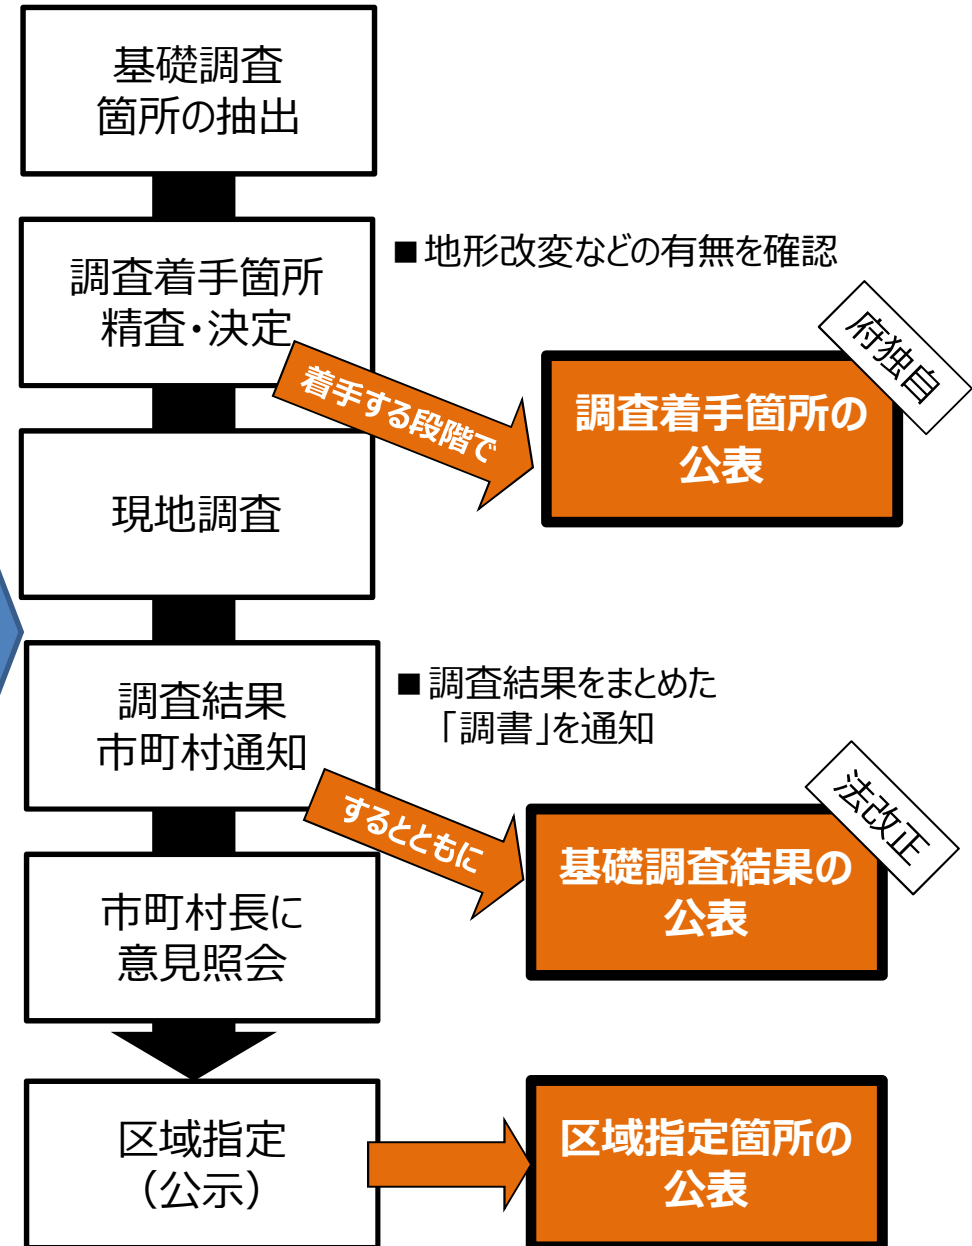 基礎調査
箇所の抽出
調査着手箇所
精査・決定
■地形改変などの有無を確認
着手する段階で
府独自
調査着手箇所の
公表
現地調査
調査結果
市町村通知
■調査結果をまとめた
「調書」を通知
するとともに
法改正
基礎調査結果の
公表
市町村長に
意見照会
区域指定
（公示）
区域指定箇所の
公表